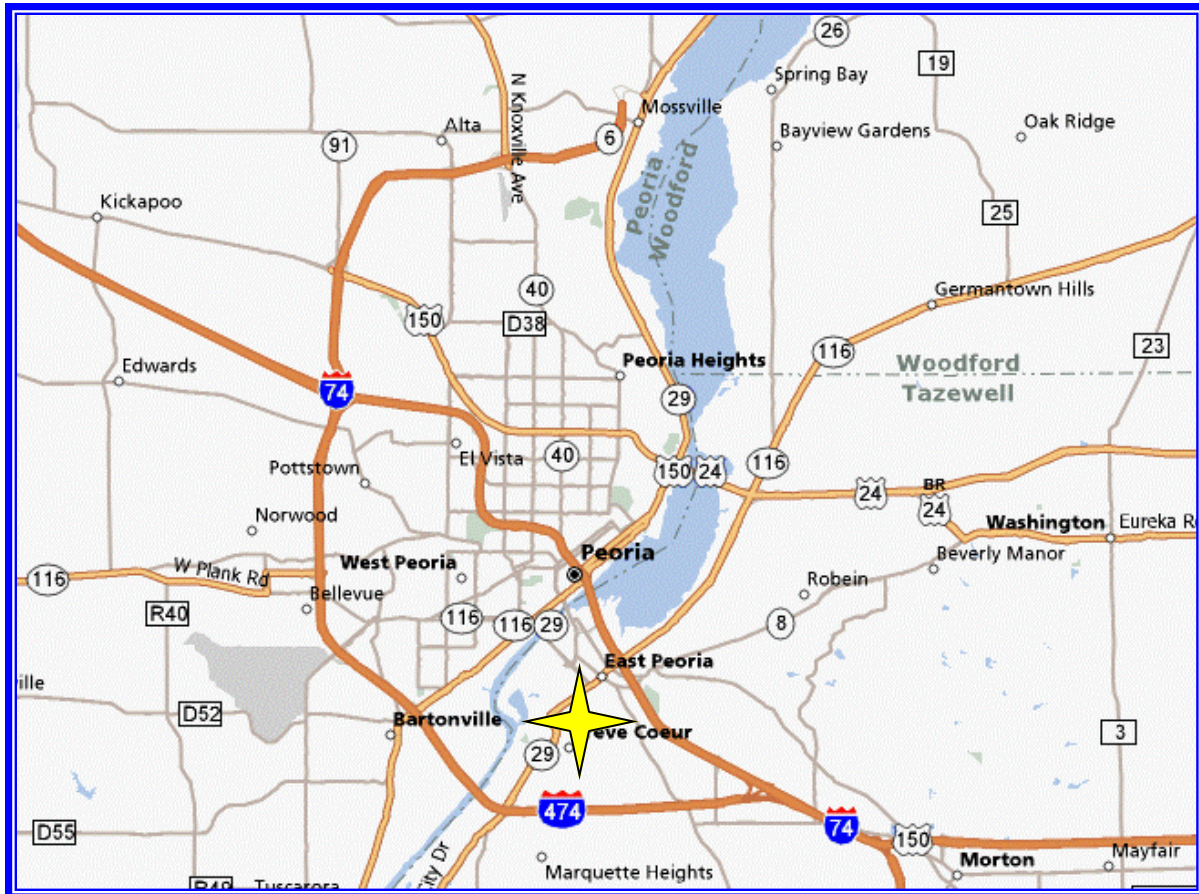 26
19
Spring Bay
N Knoxville Ave
Mossville
Oak Ridge
Alta
Bayview Gardens
6
91
Peoria
Woodford
Kickapoo
25
40
Germantown Hills
150
D38
116
23
Peoria Heights
Woodford
Edwards
Tazewell
74
29
El Vista
40
116
Pottstown
150
24
24
BR
24
Norwood
Washington
Eureka R
Peoria
Beverly Manor
West Peoria
W Plank Rd
116
Robein
Bellevue
R40
116
116
29
8
East Peoria
ville
D52
Bartonville
eve Coeur
3
29
474
74
D55
150
City Dr
Marquette Heights
Morton
Mayfair
Tuscarora